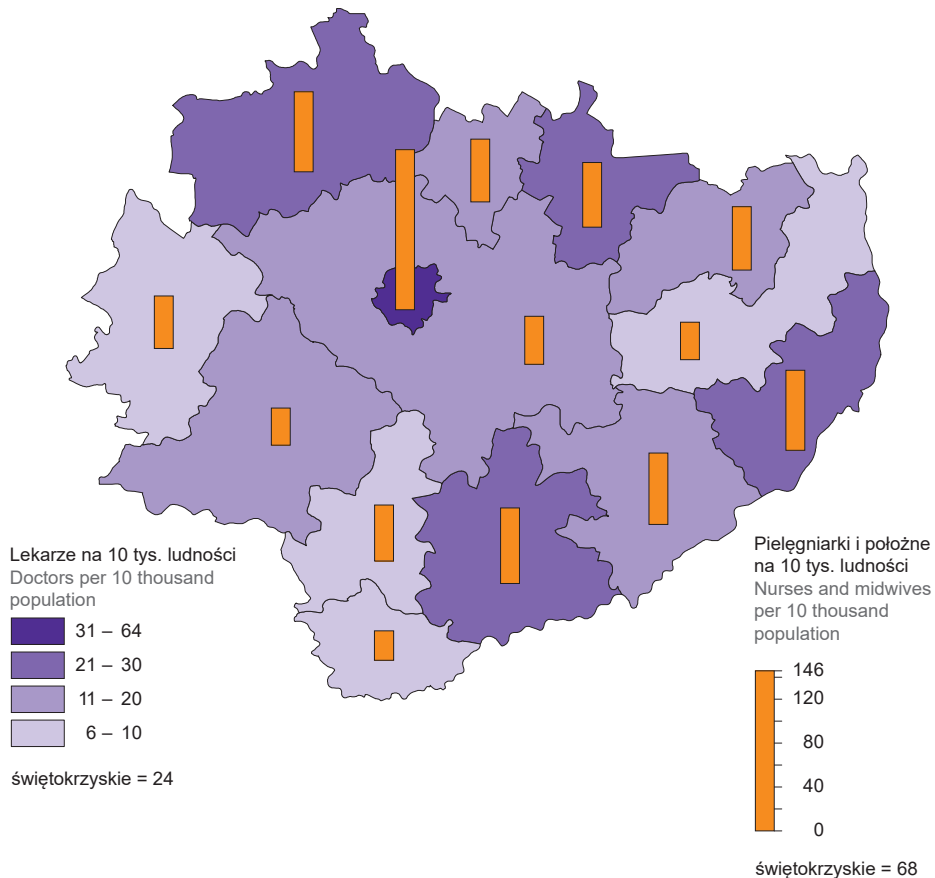 Lekarze na 10 tys. ludności
Doctors per 10 thousand
population
31 – 64
21 – 30
11 – 20
6 – 10
świętokrzyskie = 24
Pielęgniarki i położne
na 10 tys. ludności
Nurses and midwives
per 10 thousand
population
146
120
80
40
0
świętokrzyskie = 68